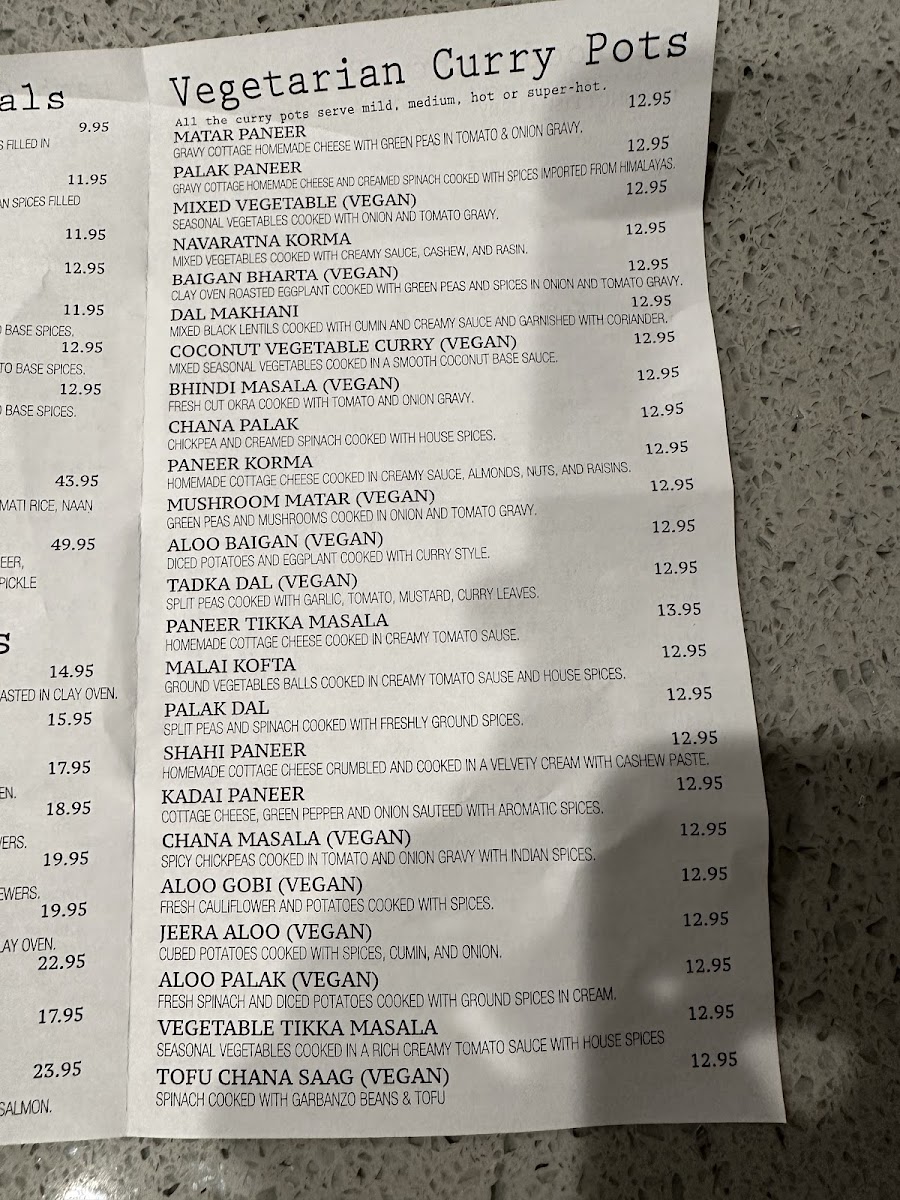 als
9.95
S FILLED IN
11.95
AN SPICES FILLED
11.95
12.95
11.95
BASE SPICES.
12.95
TO BASE SPICES.
12.95
BASE SPICES.
43.95
MATI RICE, NAAN
49.95
EER,
PICKLE
s
14.95
ASTED IN CLAY OVEN.
15.95
17.95
EN.
18.95
VERS.
19.95
EWERS.
19.95
LAY OVEN.
22.95
17.95
23.95
SALMON.
Vegetarian Curry Pots
All the curry pots serve mild, medium, hot or super-hot.
MATAR PANEER 12.95
GRAVY COTTAGE HOMEMADE CHEESE WITH GREEN PEAS IN TOMATO & ONION GRAVY.
PALAK PANEER 12.95
GRAVY COTTAGE HOMEMADE CHEESE AND CREAMED SPINACH COOKED WITH SPICES IMPORTED FROM HIMALAYAS.
MIXED VEGETABLE (VEGAN) 12.95
SEASONAL VEGETABLES COOKED WITH ONION AND TOMATO GRAVY.
NAVARATNA KORMA 12.95
MIXED VEGETABLES COOKED WITH CREAMY SAUCE, CASHEW, AND RASIN.
BAIGAN BHARTA (VEGAN) 12.95
CLAY OVEN ROASTED EGGPLANT COOKED WITH GREEN PEAS AND SPICES IN ONION AND TOMATO GRAVY.
DAL MAKHANI 12.95
MIXED BLACK LENTILS COOKED WITH CUMIN AND CREAMY SAUCE AND GARNISHED WITH CORIANDER.
COCONUT VEGETABLE CURRY (VEGAN) 12.95
MIXED SEASONAL VEGETABLES COOKED IN A SMOOTH COCONUT BASE SAUCE.
BHINDI MASALA (VEGAN) 12.95
FRESH CUT OKRA COOKED WITH TOMATO AND ONION GRAVY.
CHANA PALAK 12.95
CHICKPEA AND CREAMED SPINACH COOKED WITH HOUSE SPICES.
PANEER KORMA 12.95
HOMEMADE COTTAGE CHEESE COOKED IN CREAMY SAUCE, ALMONDS, NUTS, AND RAISINS.
MUSHROOM MATAR (VEGAN) 12.95
GREEN PEAS AND MUSHROOMS COOKED IN ONION AND TOMATO GRAVY.
ALOO BAIGAN (VEGAN) 12.95
DICED POTATOES AND EGGPLANT COOKED WITH CURRY STYLE.
TADKA DAL (VEGAN) 12.95
SPLIT PEAS COOKED WITH GARLIC, TOMATO, MUSTARD, CURRY LEAVES.
PANEER TIKKA MASALA 13.95
HOMEMADE COTTAGE CHEESE COOKED IN CREAMY TOMATO SAUSE.
MALAI KOFTA 12.95
GROUND VEGETABLES BALLS COOKED IN CREAMY TOMATO SAUSE AND HOUSE SPICES.
PALAK DAL 12.95
SPLIT PEAS AND SPINACH COOKED WITH FRESHLY GROUND SPICES.
SHAHI PANEER 12.95
HOMEMADE COTTAGE CHEESE CRUMBLED AND COOKED IN A VELVETY CREAM WITH CASHEW PASTE.
KADAI PANEER 12.95
COTTAGE CHEESE, GREEN PEPPER AND ONION SAUTEED WITH AROMATIC SPICES.
CHANA MASALA (VEGAN) 12.95
SPICY CHICKPEAS COOKED IN TOMATO AND ONION GRAVY WITH INDIAN SPICES.
ALOO GOBI (VEGAN) 12.95
FRESH CAULIFLOWER AND POTATOES COOKED WITH SPICES.
JEERA ALOO (VEGAN) 12.95
CUBED POTATOES COOKED WITH SPICES, CUMIN, AND ONION.
ALOO PALAK (VEGAN) 12.95
FRESH SPINACH AND DICED POTATOES COOKED WITH GROUND SPICES IN CREAM.
VEGETABLE TIKKA MASALA 12.95
SEASONAL VEGETABLES COOKED IN A RICH CREAMY TOMATO SAUCE WITH HOUSE SPICES
TOFU CHANA SAAG (VEGAN) 12.95
SPINACH COOKED WITH GARBANZO BEANS & TOFU